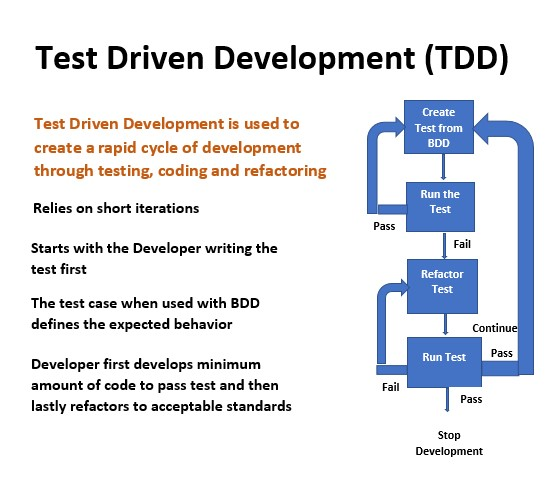 Test Driven Development (TDD)
Test Driven Development is used to
create a rapid cycle of development
through testing, coding and refactoring
Relies on short iterations
Starts with the Developer writing the
test first
The test case when used with BDD
defines the expected behavior
Developer first develops minimum
amount of code to pass test and then
lastly refactors to acceptable standards
Create
Test from
BDD
Run the
Test
Pass
Fail
Refactor
Test
Continue
Run Test
Pass
Fail
Pass
Stop
Development